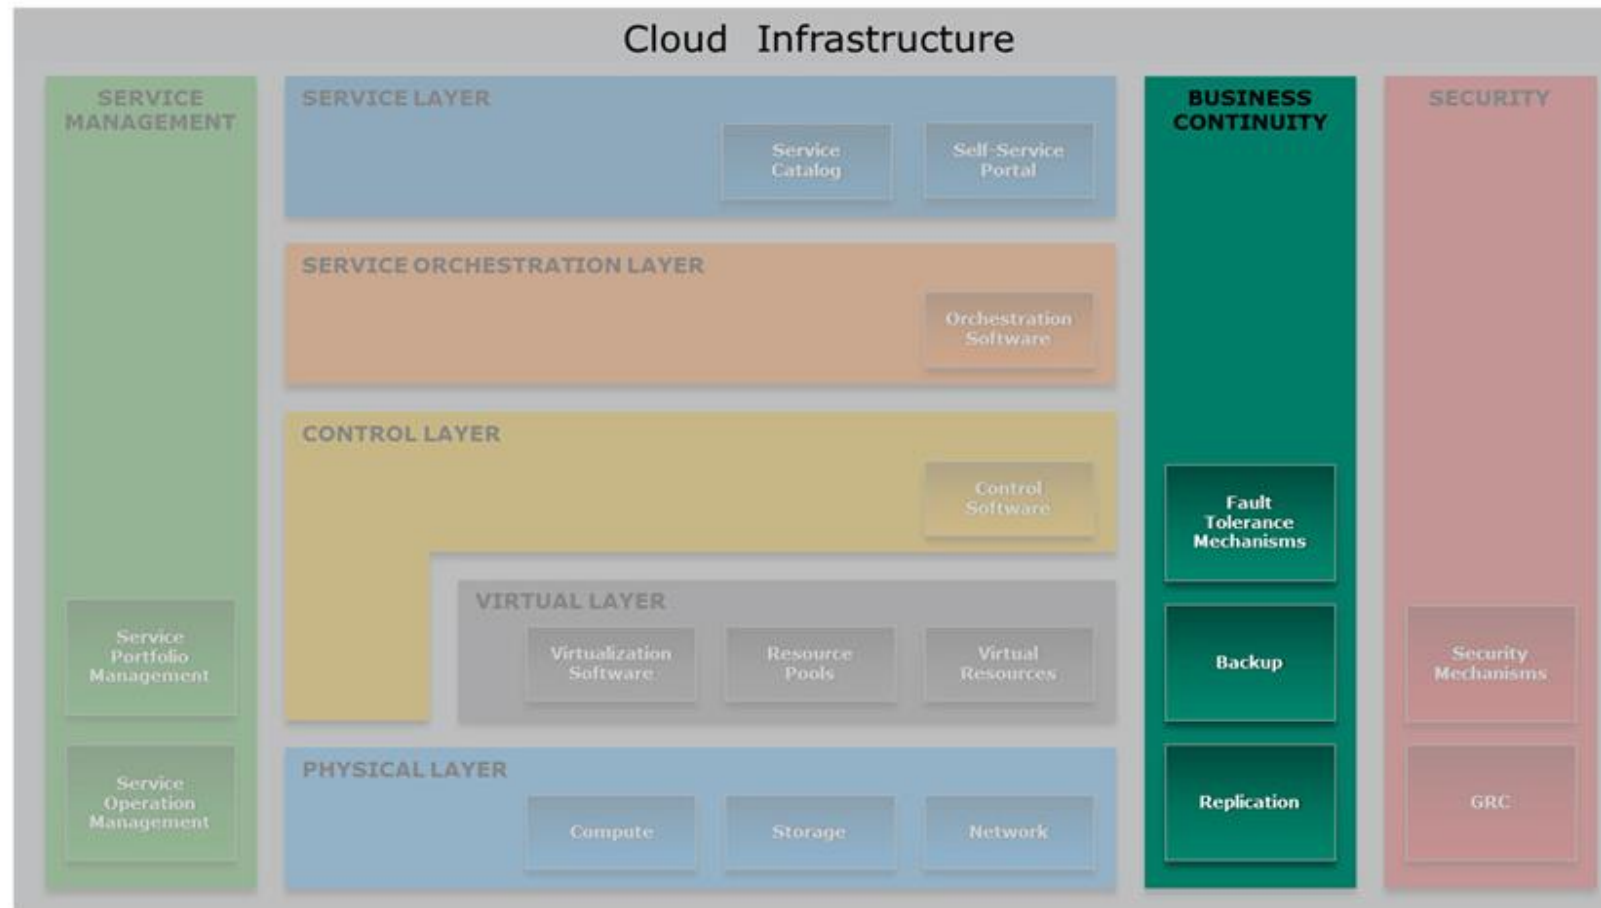 Cloud Infrastructure
SERVICE
MANAGEMENT
Service
Portfolio
Management
Service
Operation
Management
SERVICE LAYER
Service
Catalog
Self-Service
Portal
SERVICE ORCHESTRATION LAYER
Orchestration
Software
CONTROL LAYER
Control
Software
VIRTUAL LAYER
Virtualization
Software
Resource
Pools
Virtual
Resources
PHYSICAL LAYER
Compute
Storage
Network
BUSINESS
CONTINUITY
Fault
Tolerance
Mechanisms
Backup
Replication
SECURITY
Security
Mechanisms
GRC